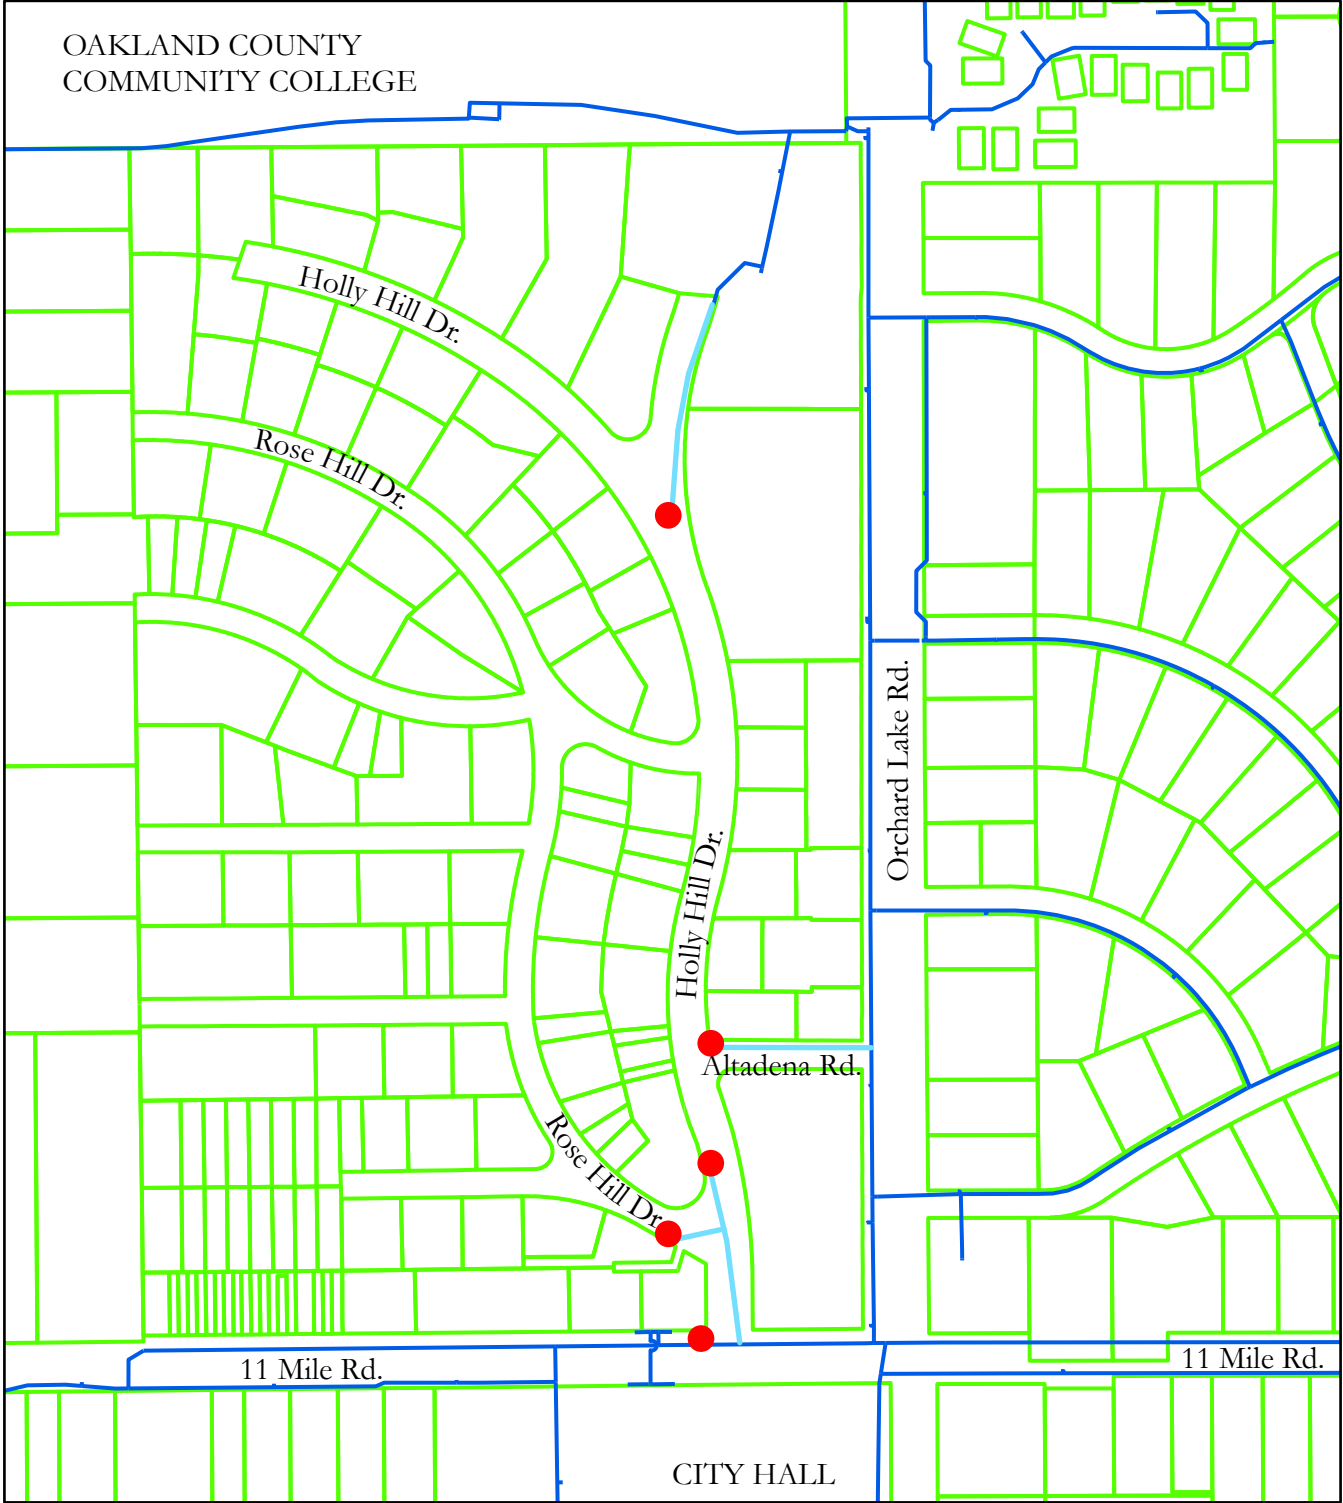 OAKLAND COUNTY
COMMUNITY COLLEGE
Holly Hill Dr.
Rose Hill Dr.
Orchard Lake Rd.
Holly Hill Dr.
Altadena Rd.
Rose Hill Dr.
11 Mile Rd.
11 Mile Rd.
CITY HALL